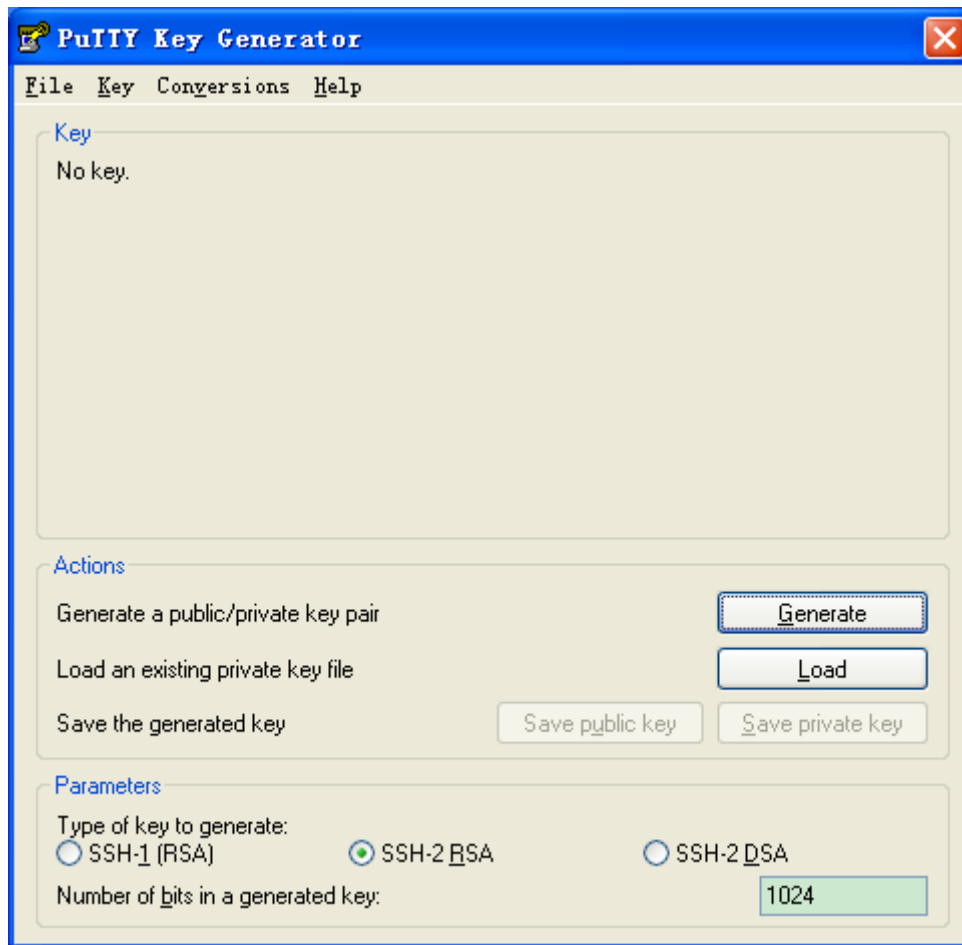 PuTTY Key Generator
File Key Conversions Help
Key
No key.
Actions
Generate a public/private key pair Generate
Load an existing private key file Load
Save the generated key Save public key Save private key
Parameters
Type of key to generate:
SSH-1 (RSA) SSH-2 RSA SSH-2 DSA
Number of bits in a generated key: 1024